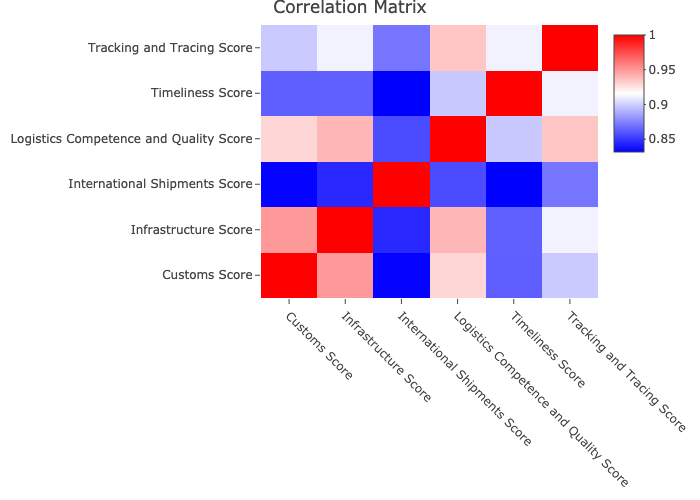 Correlation Matrix
Tracking and Tracing Score
Timeliness Score
Logistics Competence and Quality Score
International Shipments Score
Infrastructure Score
Customs Score
1
0.95
0.9
0.85
Customs Score
Infrastructure Score
International Shipments Score
Logistics Competence and Quality Score
Timeliness Score
Tracking and Tracing Score